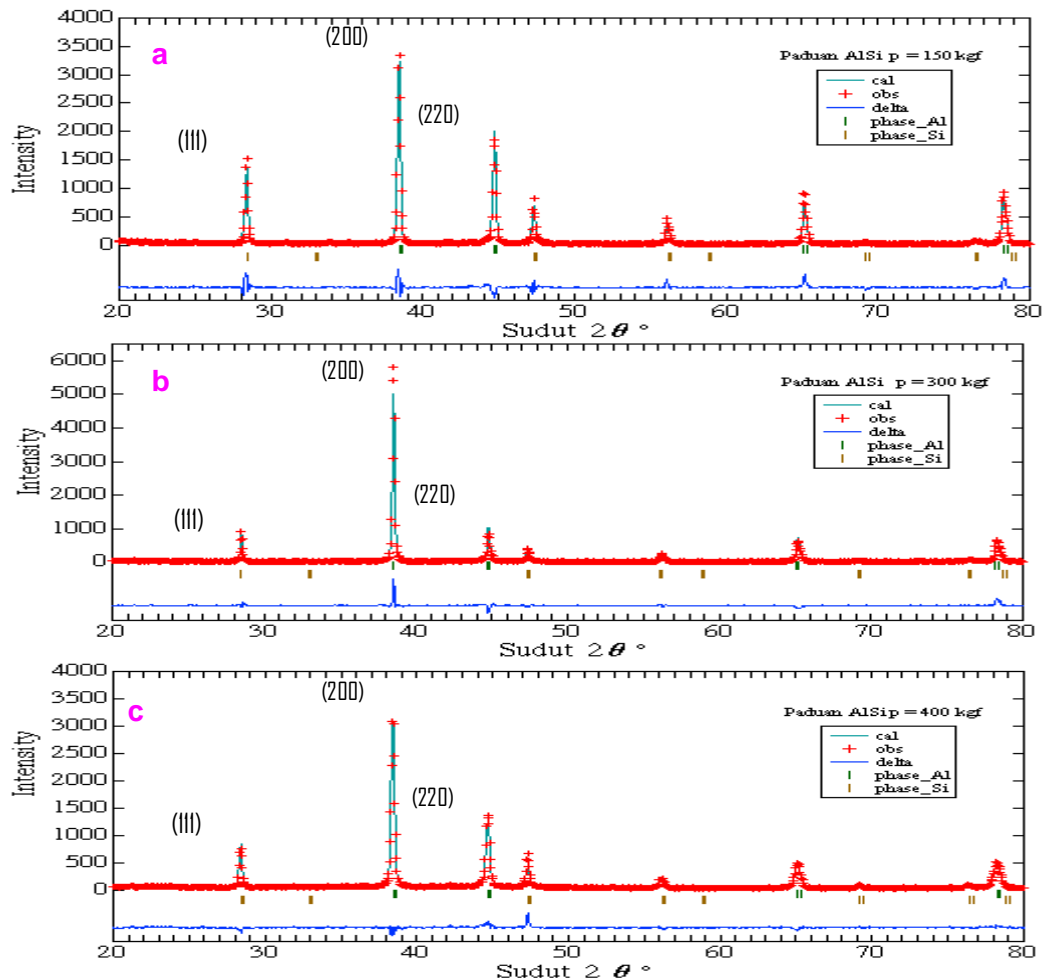 a
(200)
(220)
(111)
Paduan AlSi p = 150 kgf
cal
obs
delta
phase_Al
phase_Si
Intensity
4000
3500
3000
2500
2000
1500
1000
500
0
20 30 40 50 60 70 80
Sudut 2 θ °
b
(200)
(220)
(111)
Paduan AlSi p = 300 kgf
cal
obs
delta
phase_Al
phase_Si
Intensity
6000
5000
4000
3000
2000
1000
0
20 30 40 50 60 70 80
Sudut 2 θ °
c
(200)
(220)
(111)
Paduan AlSi p = 400 kgf
cal
obs
delta
phase_Al
phase_Si
Intensity
4000
3500
3000
2500
2000
1500
1000
500
0
20 30 40 50 60 70 80
Sudut 2 θ °